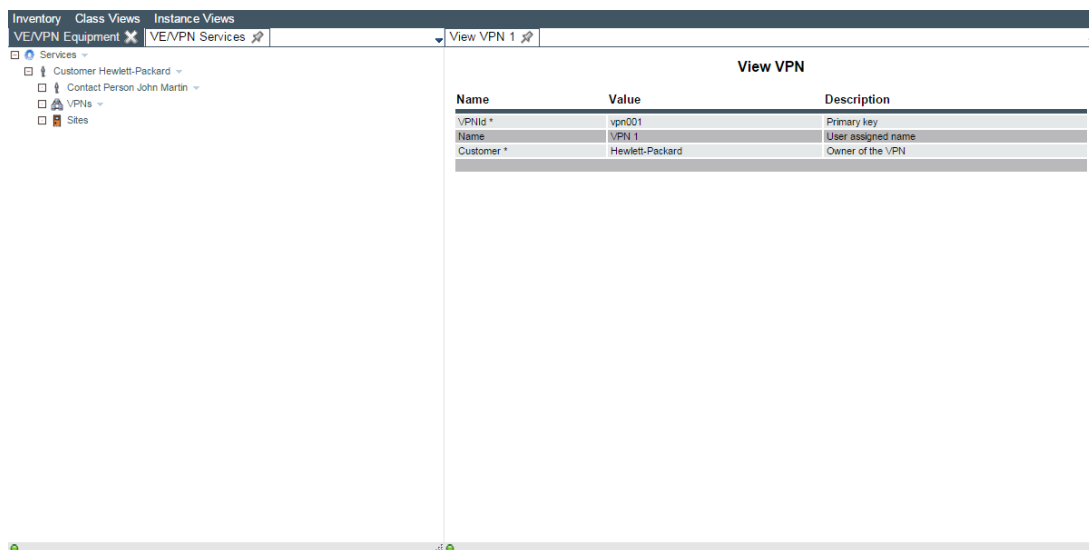 Inventory Class Views Instance Views
VE/VPN Equipment VE/VPN Services
Services
Customer Hewlett-Packard
Contact Person John Martin
VPNs
Sites
View VPN 1
View VPN
Name Value Description
VPNId * vpn001 Primary key
Name VPN 1 User assigned name
Customer * Hewlett-Packard Owner of the VPN